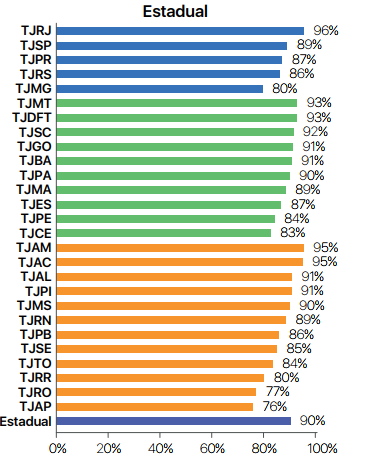 Estadual
TJRJ 96%
TJSP 89%
TJPR 87%
TJRS 86%
TJMG 80%
TJMT 93%
TJDFT 93%
TJSC 92%
TJGO 91%
TJBA 91%
TJPA 90%
TJMA 89%
TJES 87%
TJPE 84%
TJCE 83%
TJAM 95%
TJAC 95%
TJAL 91%
TJPI 91%
TJMS 90%
TJRN 89%
TJPB 86%
TJSE 85%
TJTO 84%
TJRR 80%
TJRO 77%
TJAP 76%
Estadual 90%
0% 20% 40% 60% 80% 100%